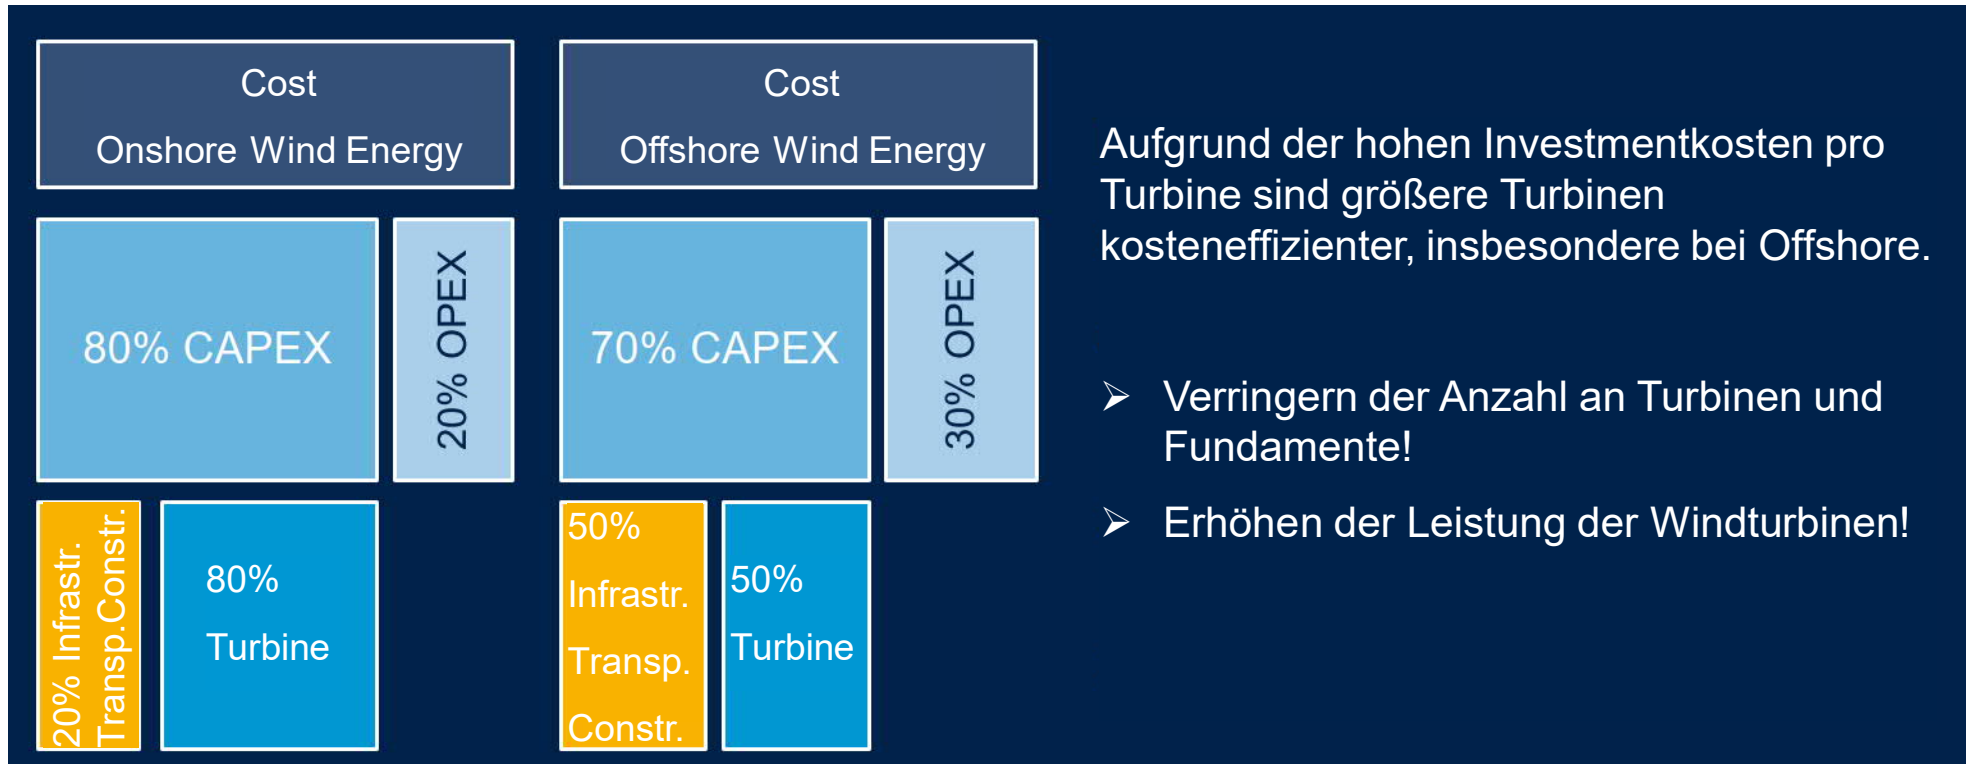 Cost
Onshore Wind Energy
80% CAPEX
20% OPEX
20% Infrastr.
Transp.Constr.
80%
Turbine
Cost
Offshore Wind Energy
70% CAPEX
30% OPEX
50%
Infrastr.
Transp.
Constr.
50%
Turbine
Aufgrund der hohen Investmentkosten pro
Turbine sind größere Turbinen
kosteneffizienter, insbesondere bei Offshore.
➢ Verringern der Anzahl an Turbinen und
Fundamente!
➢ Erhöhen der Leistung der Windturbinen!